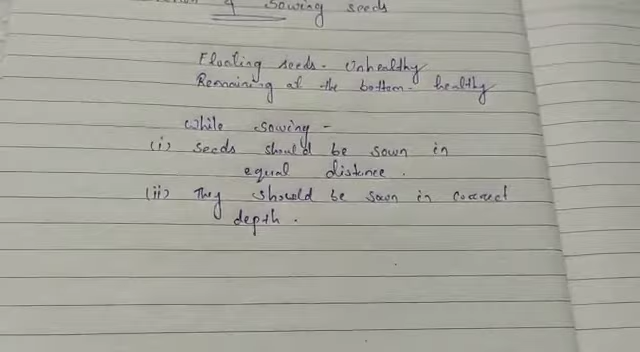 of Sowing seeds
Floating seeds - Unhealthy
Remaining at the bottom - healthy
While sowing -
(i) seeds should be sown in
equal distance.
(ii) They should be sown in correct
depth.